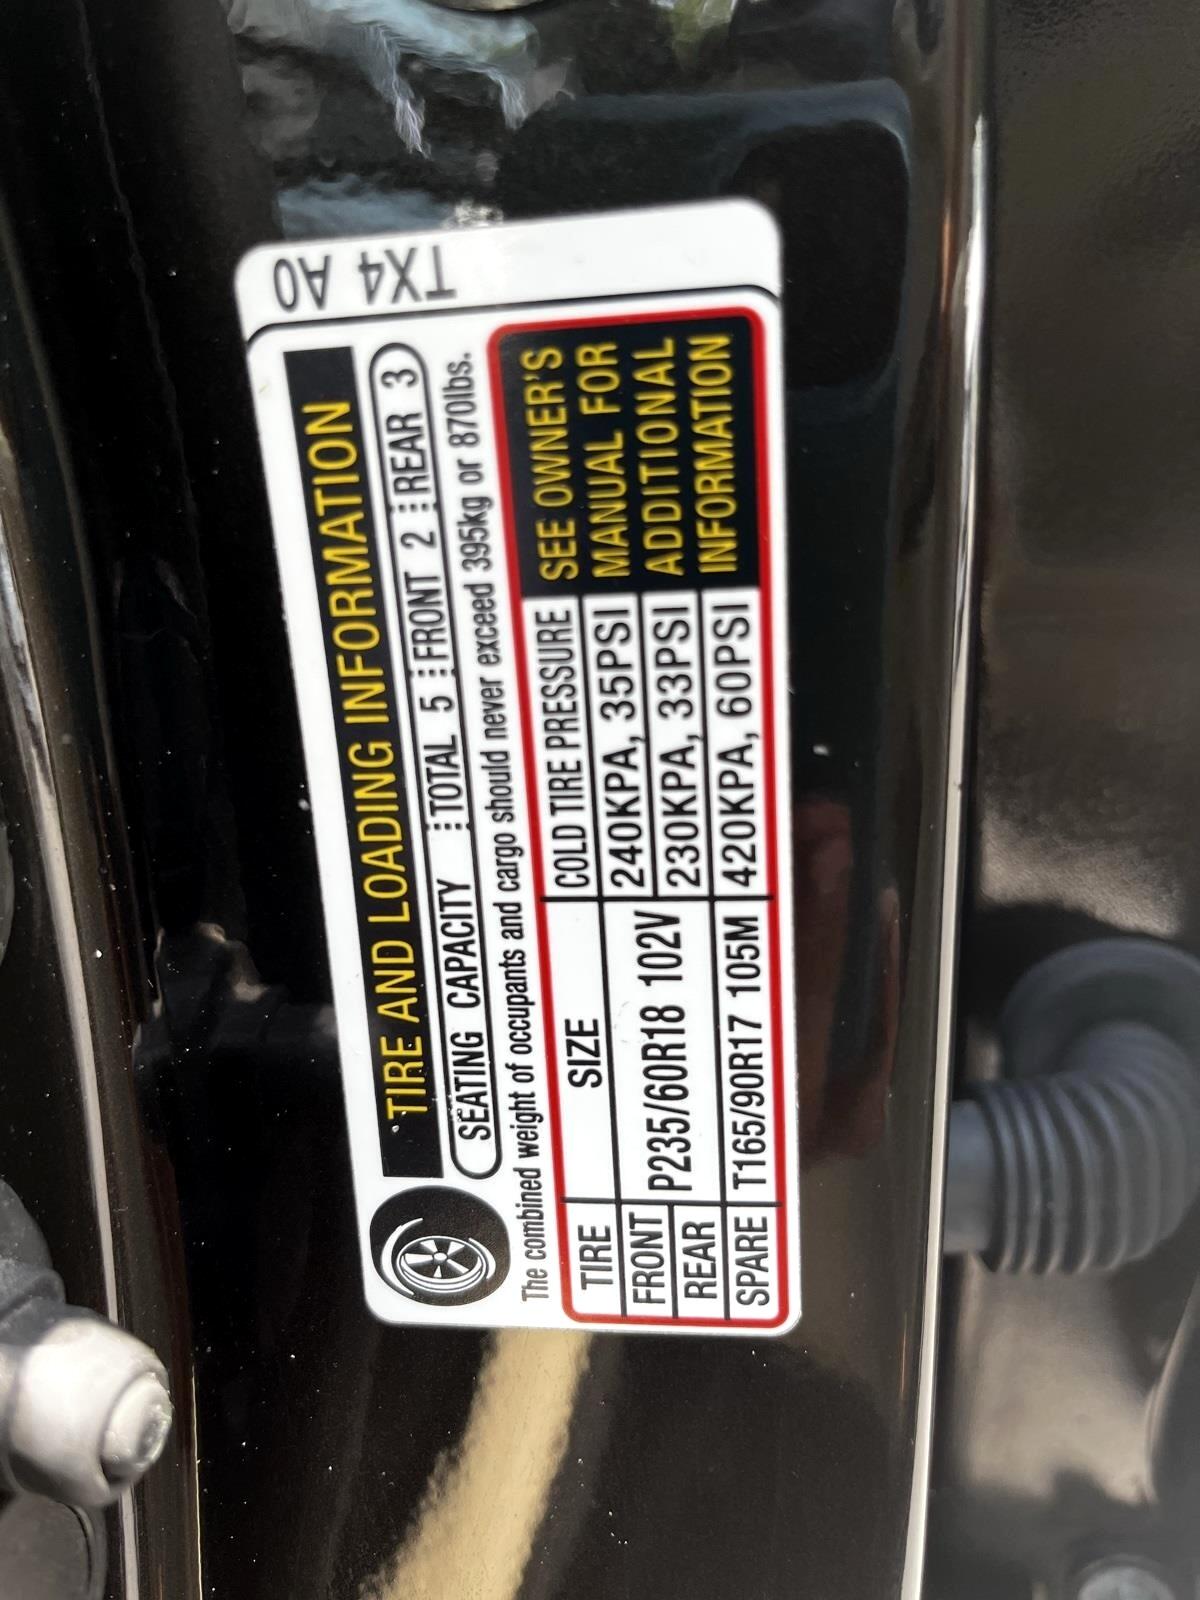 TX4 A0
TIRE AND LOADING INFORMATION
SEATING CAPACITY TOTAL 5 FRONT 2 REAR 3
The combined weight of occupants and cargo should never exceed 395kg or 870lbs.
TIRE SIZE COLD TIRE PRESSURE
FRONT P235/60R18 102V 240KPA, 35PSI
REAR 230KPA, 33PSI
SPARE T165/90R17 105M 420KPA, 60PSI
SEE OWNER'S
MANUAL FOR
ADDITIONAL
INFORMATION